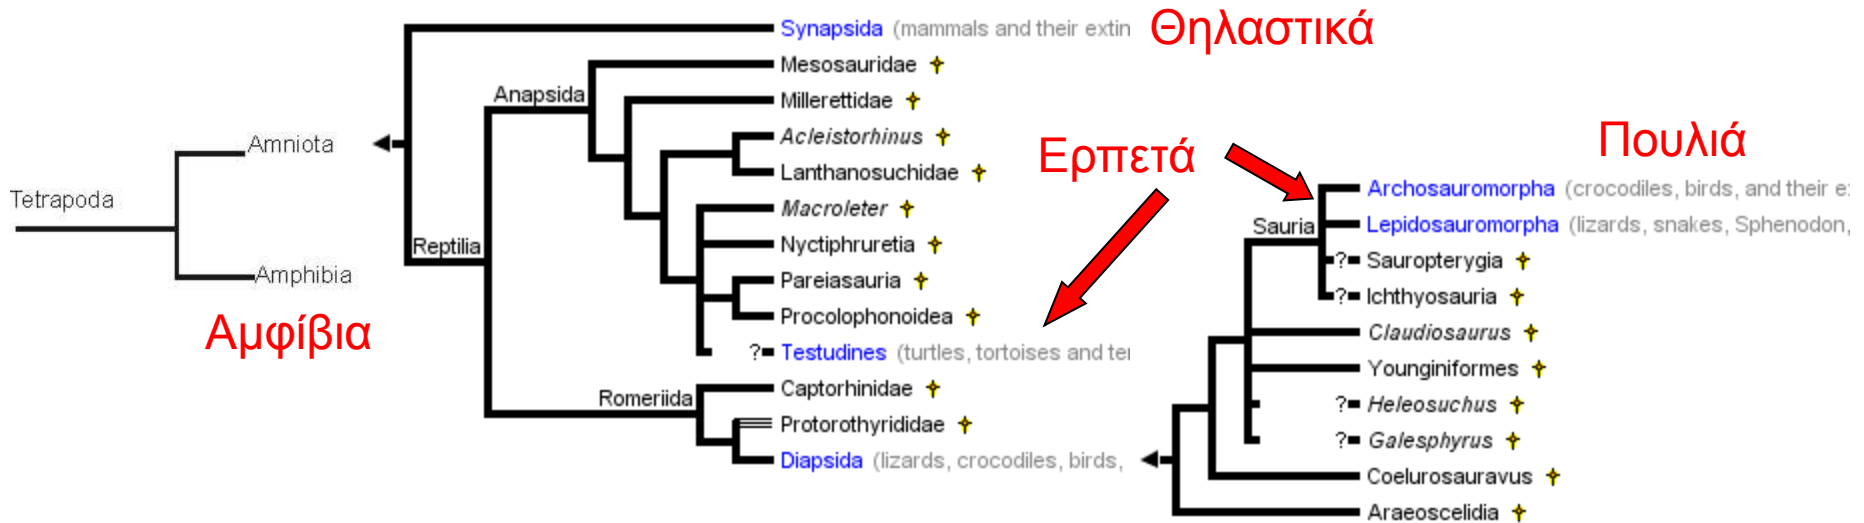 Tetrapoda
Amniota
Amphibia
Αμφίβια
Reptilia
Anapsida
Romeriida
Synapsida (mammals and their extin
Θηλαστικά
Mesosauridae
Millerettidae
Acleistorhinus
Lanthanosuchidae
Macroleter
Nyctiphruretia
Pareiasauria
Procolophonoidea
? Testudines (turtles, tortoises and te
Captorhinidae
Protorothyrididae
Diapsida (lizards, crocodiles, birds,
Ερπετά
Πουλιά
Sauria
Archosauromorpha (crocodiles, birds, and their e
Lepidosauromorpha (lizards, snakes, Sphenodon,
? Sauropterygia
? Ichthyosauria
Claudiosaurus
Younginiformes
? Heleosuchus
? Galesphyrus
Coelurosauravus
Araeoscelidia